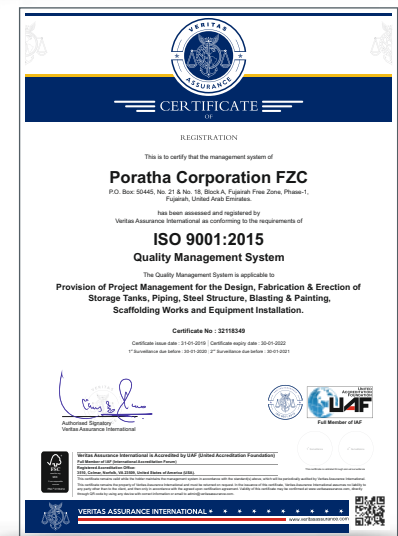 VERITAS
ASSURANCE
CERTIFICATE
OF
REGISTRATION
This is to certify that the management system of
Poratha Corporation FZC
P.O. Box: 50445, No. 21 & No. 18, Block A, Fujairah Free Zone, Phase-1,
Fujairah, United Arab Emirates.
has been assessed and registered by
Veritas Assurance International as conforming to the requirements of
ISO 9001:2015
Quality Management System
The Quality Management System is applicable to
Provision of Project Management for the Design, Fabrication & Erection of
Storage Tanks, Piping, Steel Structure, Blasting & Painting,
Scaffolding Works and Equipment Installation.
Certificate No : 32118349
Certificate issue date : 31-01-2019 | Certificate expiry date : 30-01-2022
1st Surveillance due before : 30-01-2020 | 2nd Surveillance due before : 30-01-2021
Authorised Signatory
Veritas Assurance International
UNITED
ACCREDITATION
FOUNDATION
UAF
Full Member of IAF
Veritas Assurance International is Accredited by UAF (United Accreditation Foundation)
Full Member of IAF (International Accreditation Forum)
Registered Accreditation Office:
VERITAS ASSURANCE INTERNATIONAL
www.veritasassurance.com